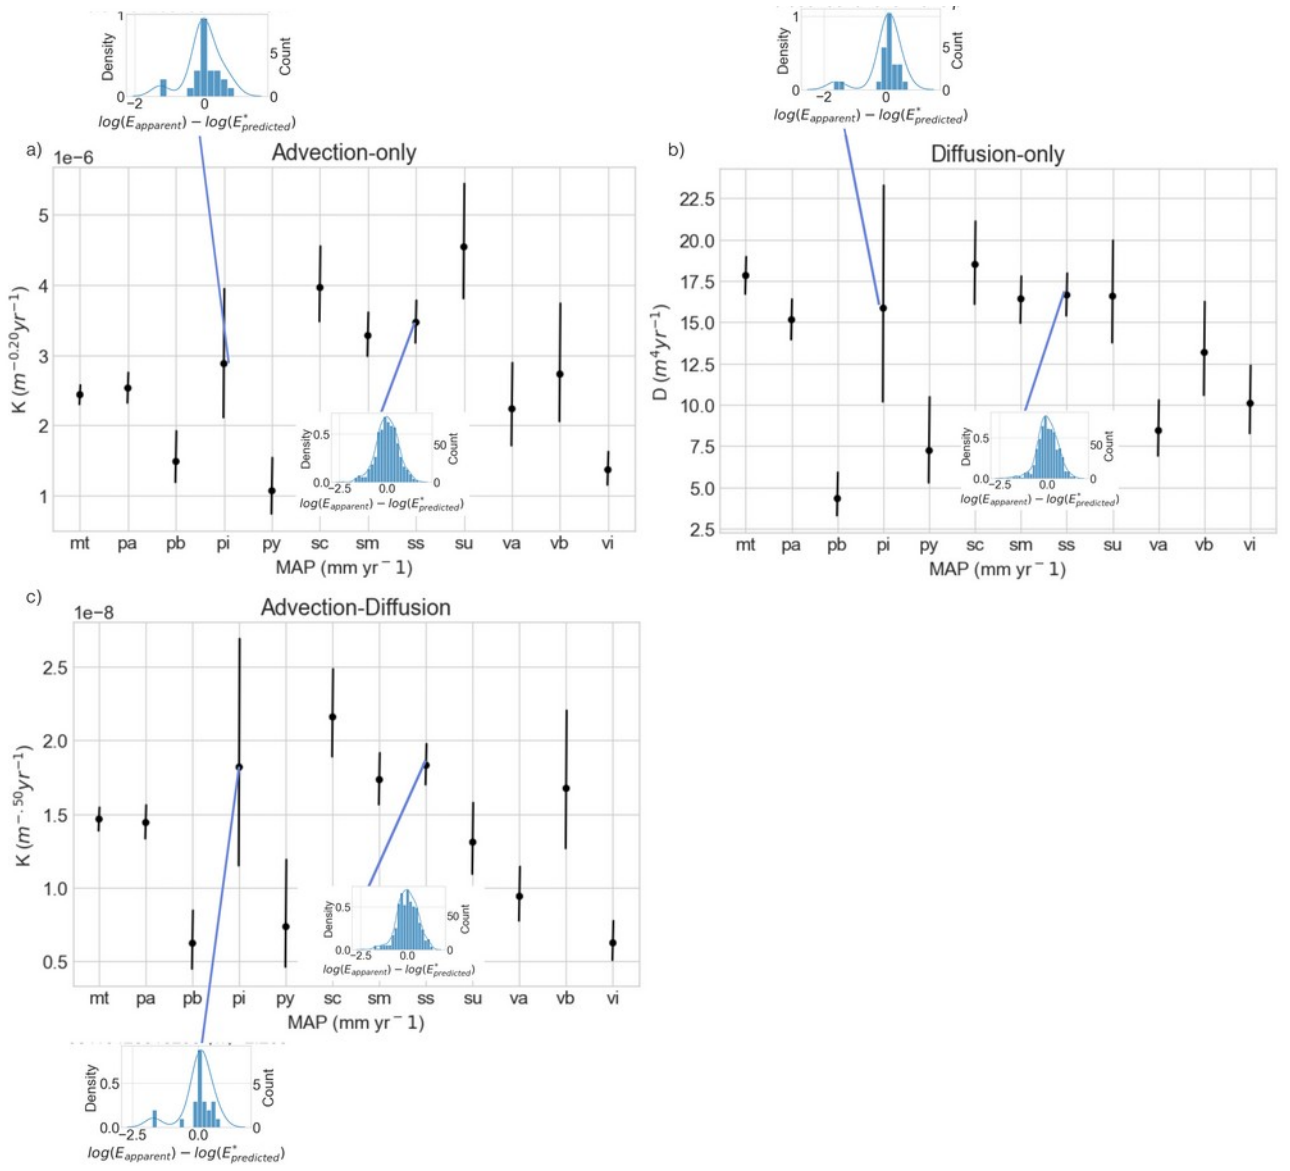 1
Density
5
Count
0
−2
0
0
log(E_apparent) − log(E*_predicted)
1
Density
5
Count
0
−2
0
0
log(E_apparent) − log(E*_predicted)
a)
1e−6
Advection-only
5
4
3
2
1
K (m^−0.20 yr^−1)
mt pa pb pi py sc sm ss su va vb vi
MAP (mm yr^− 1)
0.5
0.0
Density
50
0
Count
−2.5 0.0
log(E_apparent) − log(E*_predicted)
b)
Diffusion-only
22.5
20.0
17.5
15.0
12.5
10.0
7.5
5.0
2.5
D (m^4 yr^−1)
mt pa pb pi py sc sm ss su va vb vi
MAP (mm yr^− 1)
0.5
0.0
Density
50
0
Count
−2.5 0.0
log(E_apparent) − log(E*_predicted)
c)
1e−8
Advection-Diffusion
2.5
2.0
1.5
1.0
0.5
K (m^−.50 yr^−1)
mt pa pb pi py sc sm ss su va vb vi
MAP (mm yr^− 1)
0.5
0.0
Density
50
0
Count
−2.5 0.0
log(E_apparent) − log(E*_predicted)
0.5
0.0
Density
5
0
Count
−2.5 0.0
log(E_apparent) − log(E*_predicted)